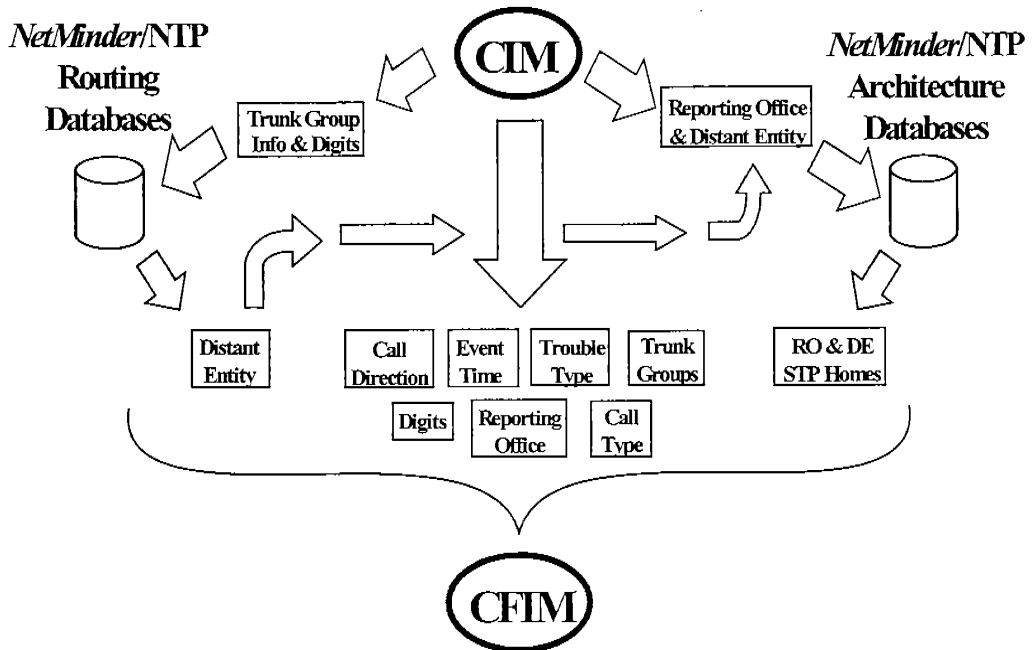 NetMinder/NTP
Routing
Databases
CIM
NetMinder/NTP
Architecture
Databases
Trunk Group
Info & Digits
Reporting Office
& Distant Entity
Distant
Entity
Call
Direction
Event
Time
Trouble
Type
Trunk
Groups
RO & DE
STP Homes
Digits
Reporting
Office
Call
Type
CFIM